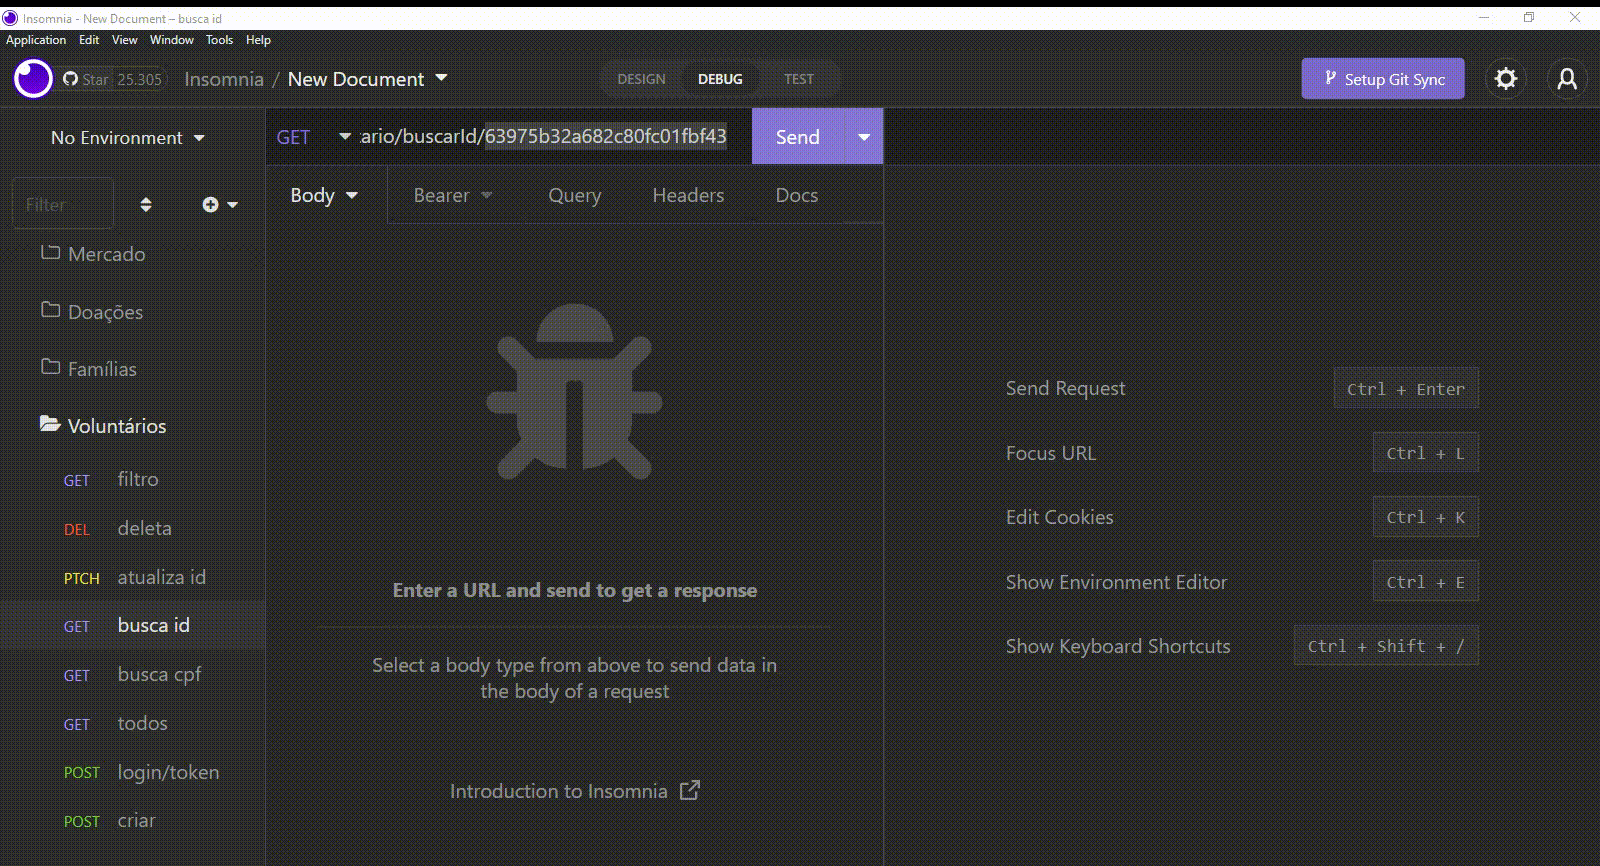 Insomnia - New Document – busca id
Application Edit View Window Tools Help
Star 25.305 Insomnia / New Document DESIGN DEBUG TEST Setup Git Sync
No Environment
GET ario/buscarId/63975b32a682c80fc01fbf43 Send
Filter
Body Bearer Query Headers Docs
Mercado
Doações
Famílias
Voluntários
GET filtro
DEL deleta
PTCH atualiza id
GET busca id
GET busca cpf
GET todos
POST login/token
POST criar
Enter a URL and send to get a response
Select a body type from above to send data in
the body of a request
Introduction to Insomnia
Send Request Ctrl + Enter
Focus URL Ctrl + L
Edit Cookies Ctrl + K
Show Environment Editor Ctrl + E
Show Keyboard Shortcuts Ctrl + Shift + /